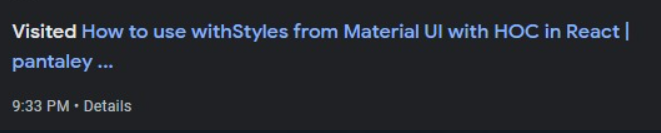 Visited How to use withStyles from Material UI with HOC in React |
pantaley ...
9:33 PM • Details